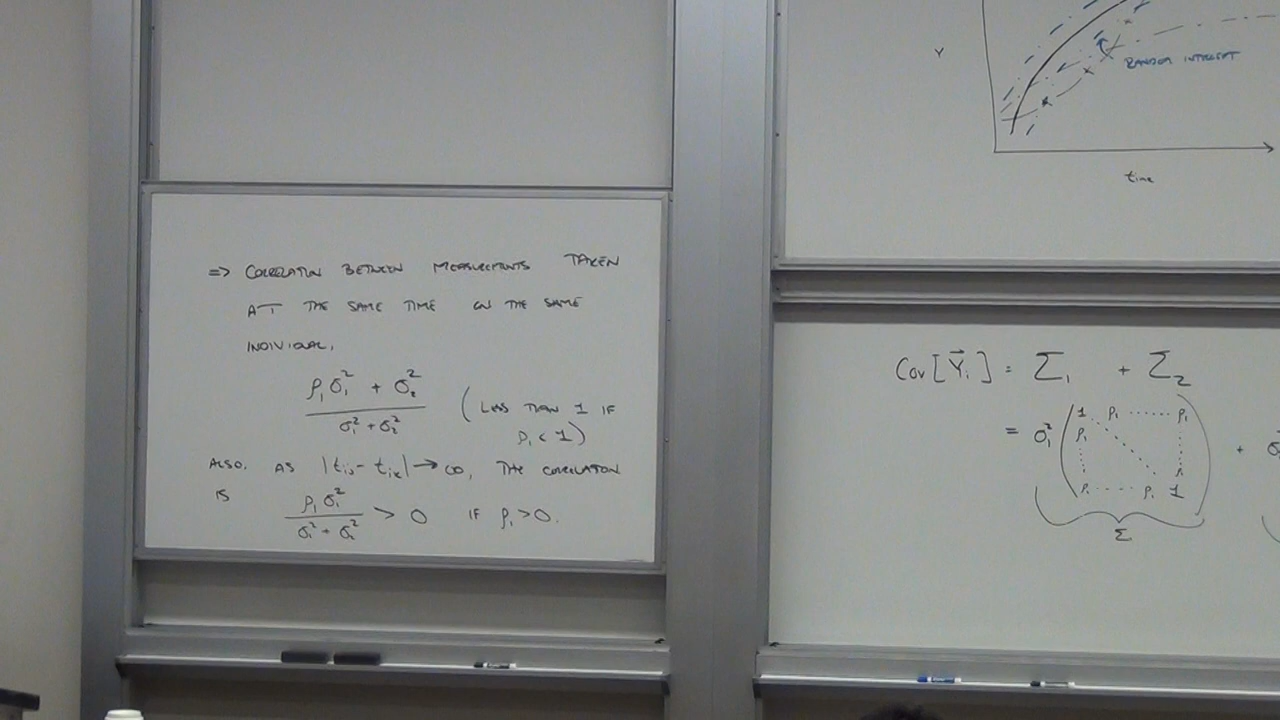 => CORRELATION BETWEEN MEASUREMENTS TAKEN
AT THE SAME TIME ON THE SAME
INDIVIDUAL,
ρ₁σ₁² + σ₂²
σ₁² + σ₂²
(LESS THAN 1 IF
ρ₁ < 1)
ALSO, AS |tᵢⱼ - tᵢₖ| → ∞, THE CORRELATION
IS
ρ₁σ₁²
σ₁² + σ₂²
> 0 IF ρ₁ > 0.
Y
RANDOM INTERCEPT
time
Cov[Y⃗ᵢ] = Σ₁ + Σ₂
= σ₁² ( 1 ρ₁ ...... ρ₁
ρ₁
ρ₁ .... ρ₁ 1 ) +
Σ